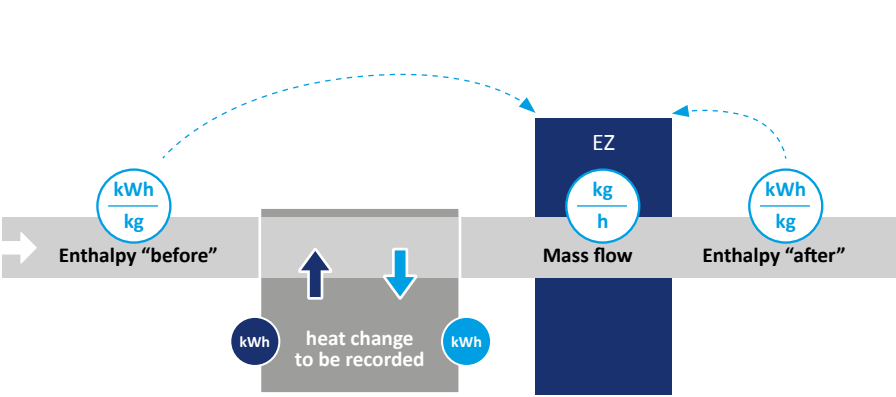 EZ
kWh
kg
kg
h
kWh
kg
Enthalpy “before”
Mass flow
Enthalpy “after”
kWh
heat change
to be recorded
kWh